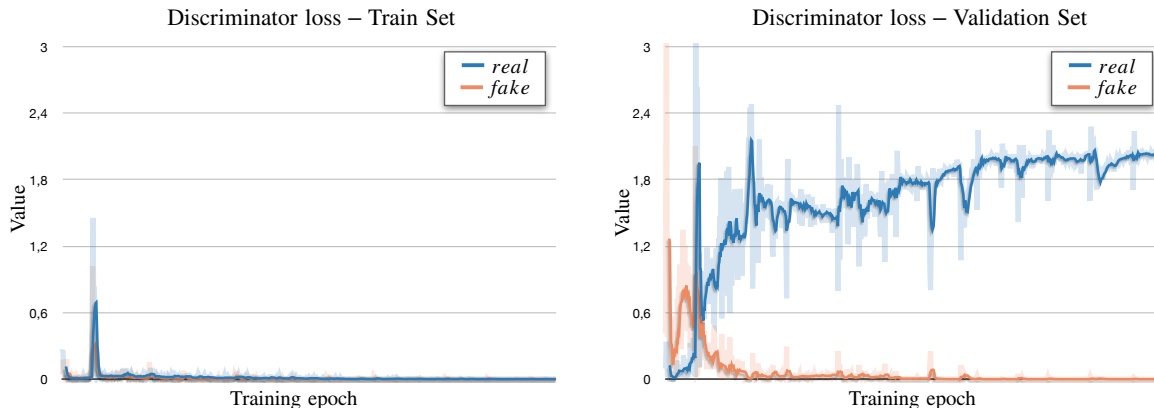 Discriminator loss – Train Set
3
2,4
1,8
1,2
0,6
0
Value
real
fake
Training epoch
Discriminator loss – Validation Set
3
2,4
1,8
1,2
0,6
0
Value
real
fake
Training epoch